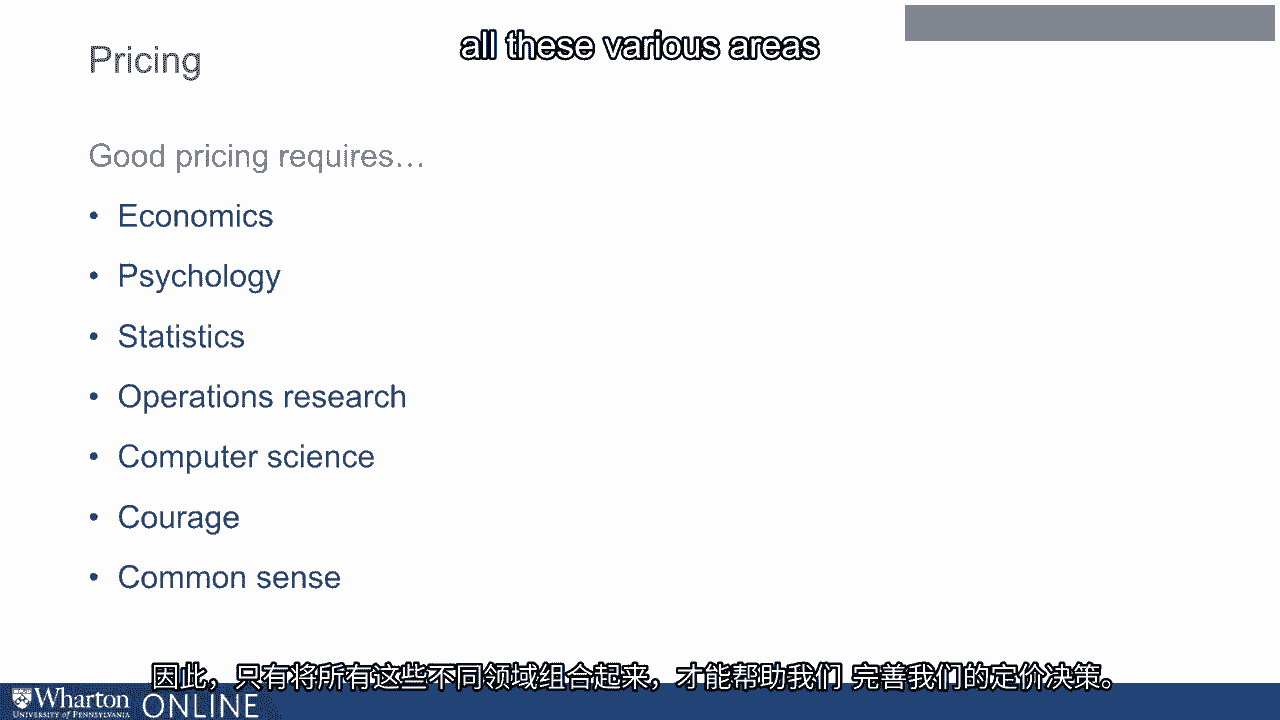 all these various areas
Pricing
Good pricing requires…
• Economics
• Psychology
• Statistics
• Operations research
• Computer science
• Courage
• Common sense
因此，只有将所有这些不同领域组合起来，才能帮助我们 完善我们的定价决策。
Wharton
UNIVERSITY of PENNSYLVANIA
ONLINE